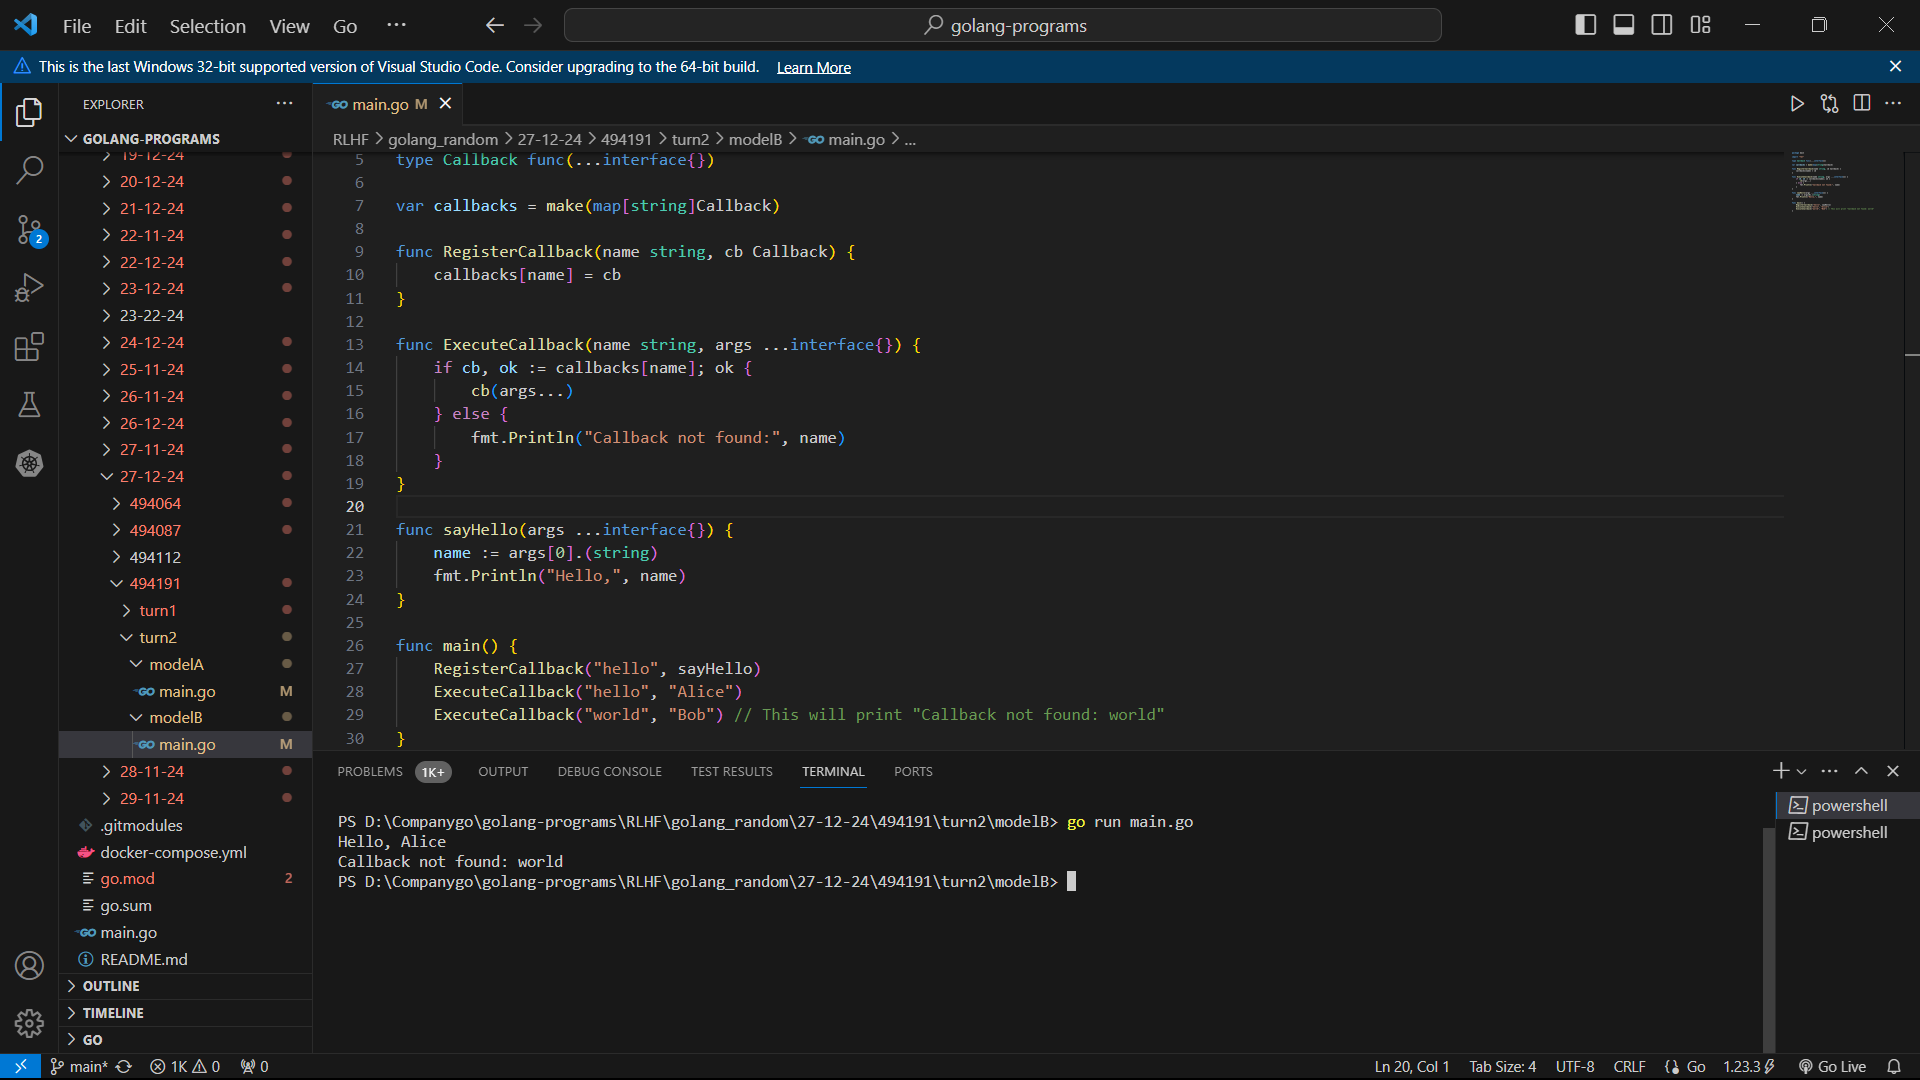 File Edit Selection View Go ···
golang-programs
This is the last Windows 32-bit supported version of Visual Studio Code. Consider upgrading to the 64-bit build. Learn More
EXPLORER
GOLANG-PROGRAMS
19-12-24
20-12-24
21-12-24
22-11-24
22-12-24
23-12-24
23-22-24
24-12-24
25-11-24
26-11-24
26-12-24
27-11-24
27-12-24
494064
494087
494112
494191
turn1
turn2
modelA
main.go M
modelB
main.go M
28-11-24
29-11-24
.gitmodules
docker-compose.yml
go.mod 2
go.sum
main.go
README.md
OUTLINE
TIMELINE
GO
2
main.go M
RLHF > golang_random > 27-12-24 > 494191 > turn2 > modelB > main.go > ...
5 type Callback func(...interface{})
6
7 var callbacks = make(map[string]Callback)
8
9 func RegisterCallback(name string, cb Callback) {
10 callbacks[name] = cb
11 }
12
13 func ExecuteCallback(name string, args ...interface{}) {
14 if cb, ok := callbacks[name]; ok {
15 cb(args...)
16 } else {
17 fmt.Println("Callback not found:", name)
18 }
19 }
20
21 func sayHello(args ...interface{}) {
22 name := args[0].(string)
23 fmt.Println("Hello,", name)
24 }
25
26 func main() {
27 RegisterCallback("hello", sayHello)
28 ExecuteCallback("hello", "Alice")
29 ExecuteCallback("world", "Bob") // This will print "Callback not found: world"
30 }
PROBLEMS 1K+ OUTPUT DEBUG CONSOLE TEST RESULTS TERMINAL PORTS
PS D:\Companygo\golang-programs\RLHF\golang_random\27-12-24\494191\turn2\modelB> go run main.go
Hello, Alice
Callback not found: world
PS D:\Companygo\golang-programs\RLHF\golang_random\27-12-24\494191\turn2\modelB>
powershell
powershell
main* 1K 0 0 Ln 20, Col 1 Tab Size: 4 UTF-8 CRLF Go 1.23.3 Go Live